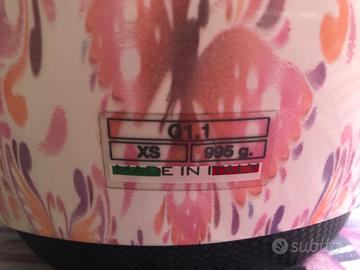 G1.1
XS 995 g.
MADE IN ITALY
subito